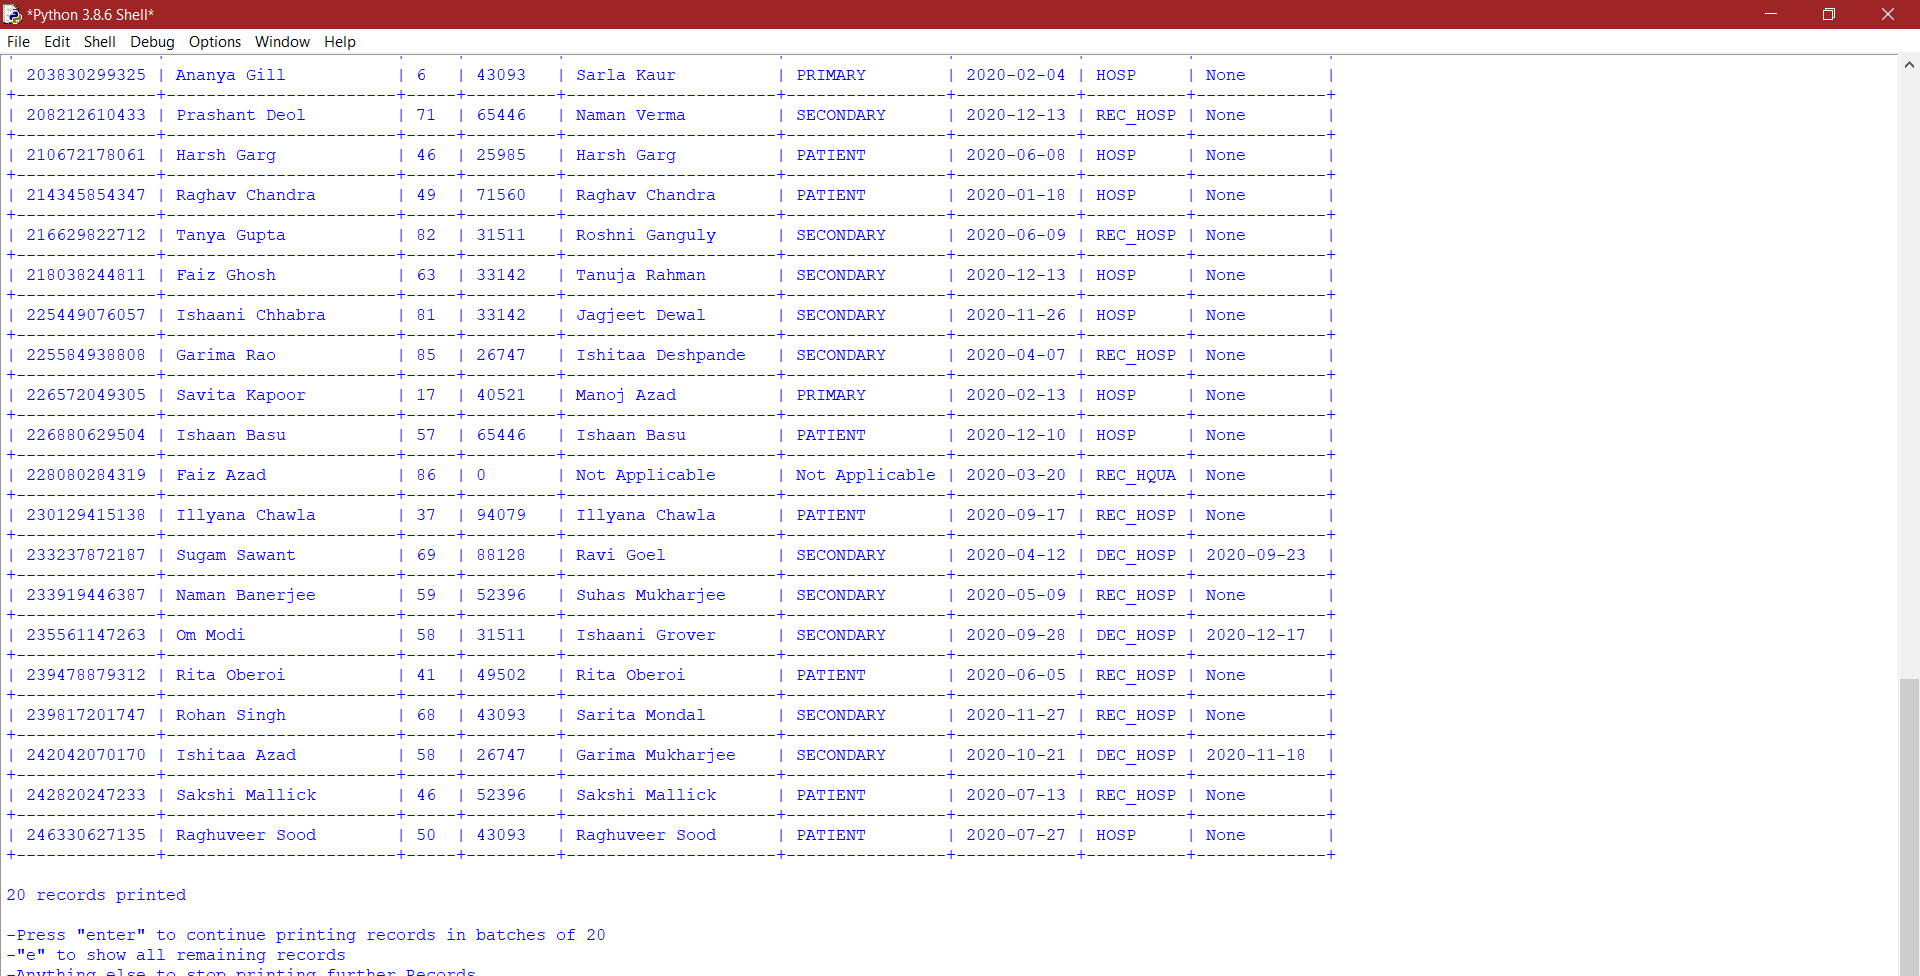 *Python 3.8.6 Shell*
File Edit Shell Debug Options Window Help
| 203830299325 | Ananya Gill | 6 | 43093 | Sarla Kaur | PRIMARY | 2020-02-04 | HOSP | None |
| 208212610433 | Prashant Deol | 71 | 65446 | Naman Verma | SECONDARY | 2020-12-13 | REC_HOSP | None |
| 210672178061 | Harsh Garg | 46 | 25985 | Harsh Garg | PATIENT | 2020-06-08 | HOSP | None |
| 214345854347 | Raghav Chandra | 49 | 71560 | Raghav Chandra | PATIENT | 2020-01-18 | HOSP | None |
| 216629822712 | Tanya Gupta | 82 | 31511 | Roshni Ganguly | SECONDARY | 2020-06-09 | REC_HOSP | None |
| 218038244811 | Faiz Ghosh | 63 | 33142 | Tanuja Rahman | SECONDARY | 2020-12-13 | HOSP | None |
| 225449076057 | Ishaani Chhabra | 81 | 33142 | Jagjeet Dewal | SECONDARY | 2020-11-26 | HOSP | None |
| 225584938808 | Garima Rao | 85 | 26747 | Ishitaa Deshpande | SECONDARY | 2020-04-07 | REC_HOSP | None |
| 226572049305 | Savita Kapoor | 17 | 40521 | Manoj Azad | PRIMARY | 2020-02-13 | HOSP | None |
| 226880629504 | Ishaan Basu | 57 | 65446 | Ishaan Basu | PATIENT | 2020-12-10 | HOSP | None |
| 228080284319 | Faiz Azad | 86 | 0 | Not Applicable | Not Applicable | 2020-03-20 | REC_HQUA | None |
| 230129415138 | Illyana Chawla | 37 | 94079 | Illyana Chawla | PATIENT | 2020-09-17 | REC_HOSP | None |
| 233237872187 | Sugam Sawant | 69 | 88128 | Ravi Goel | SECONDARY | 2020-04-12 | DEC_HOSP | 2020-09-23 |
| 233919446387 | Naman Banerjee | 59 | 52396 | Suhas Mukharjee | SECONDARY | 2020-05-09 | REC_HOSP | None |
| 235561147263 | Om Modi | 58 | 31511 | Ishaani Grover | SECONDARY | 2020-09-28 | DEC_HOSP | 2020-12-17 |
| 239478879312 | Rita Oberoi | 41 | 49502 | Rita Oberoi | PATIENT | 2020-06-05 | REC_HOSP | None |
| 239817201747 | Rohan Singh | 68 | 43093 | Sarita Mondal | SECONDARY | 2020-11-27 | REC_HOSP | None |
| 242042070170 | Ishitaa Azad | 58 | 26747 | Garima Mukharjee | SECONDARY | 2020-10-21 | DEC_HOSP | 2020-11-18 |
| 242820247233 | Sakshi Mallick | 46 | 52396 | Sakshi Mallick | PATIENT | 2020-07-13 | REC_HOSP | None |
| 246330627135 | Raghuveer Sood | 50 | 43093 | Raghuveer Sood | PATIENT | 2020-07-27 | HOSP | None |
20 records printed
-Press "enter" to continue printing records in batches of 20
-"e" to show all remaining records
-Anything else to stop printing further Records